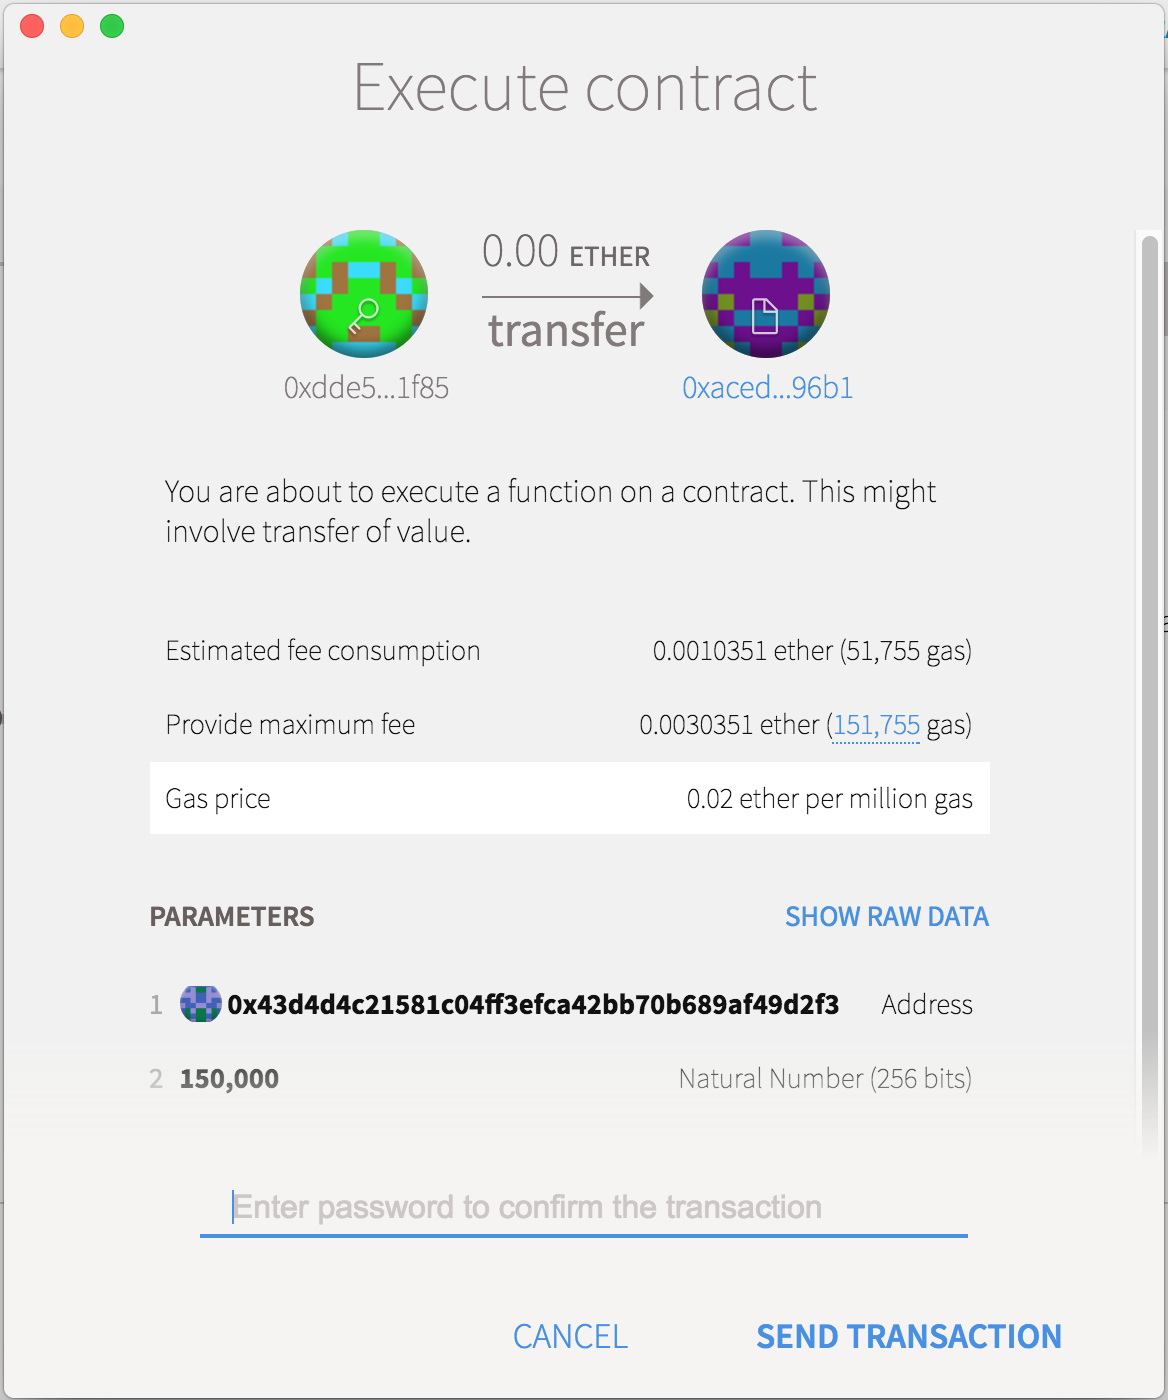 Execute contract
0.00 ETHER
transfer
0xdde5...1f85
0xaced...96b1
You are about to execute a function on a contract. This might
involve transfer of value.
Estimated fee consumption 0.0010351 ether (51,755 gas)
Provide maximum fee 0.0030351 ether (151,755 gas)
Gas price 0.02 ether per million gas
PARAMETERS SHOW RAW DATA
1 0x43d4d4c21581c04ff3efca42bb70b689af49d2f3 Address
2 150,000 Natural Number (256 bits)
Enter password to confirm the transaction
CANCEL SEND TRANSACTION